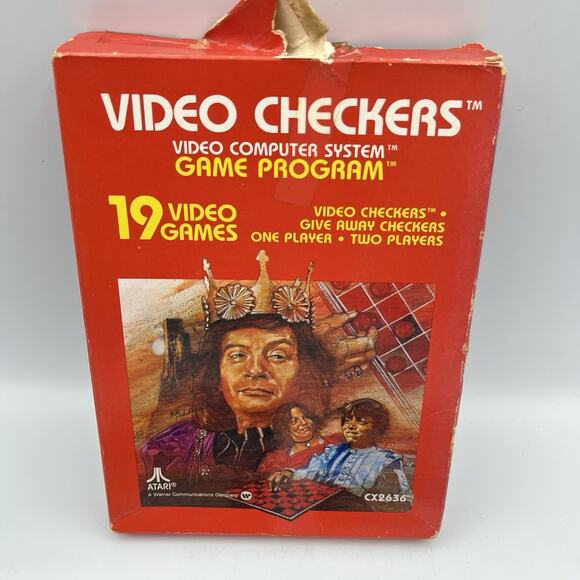 VIDEO CHECKERS™
VIDEO COMPUTER SYSTEM™
GAME PROGRAM™
19 VIDEO GAMES
VIDEO CHECKERS™ •
GIVE AWAY CHECKERS
ONE PLAYER • TWO PLAYERS
ATARI®
A Warner Communications Company
CX2636